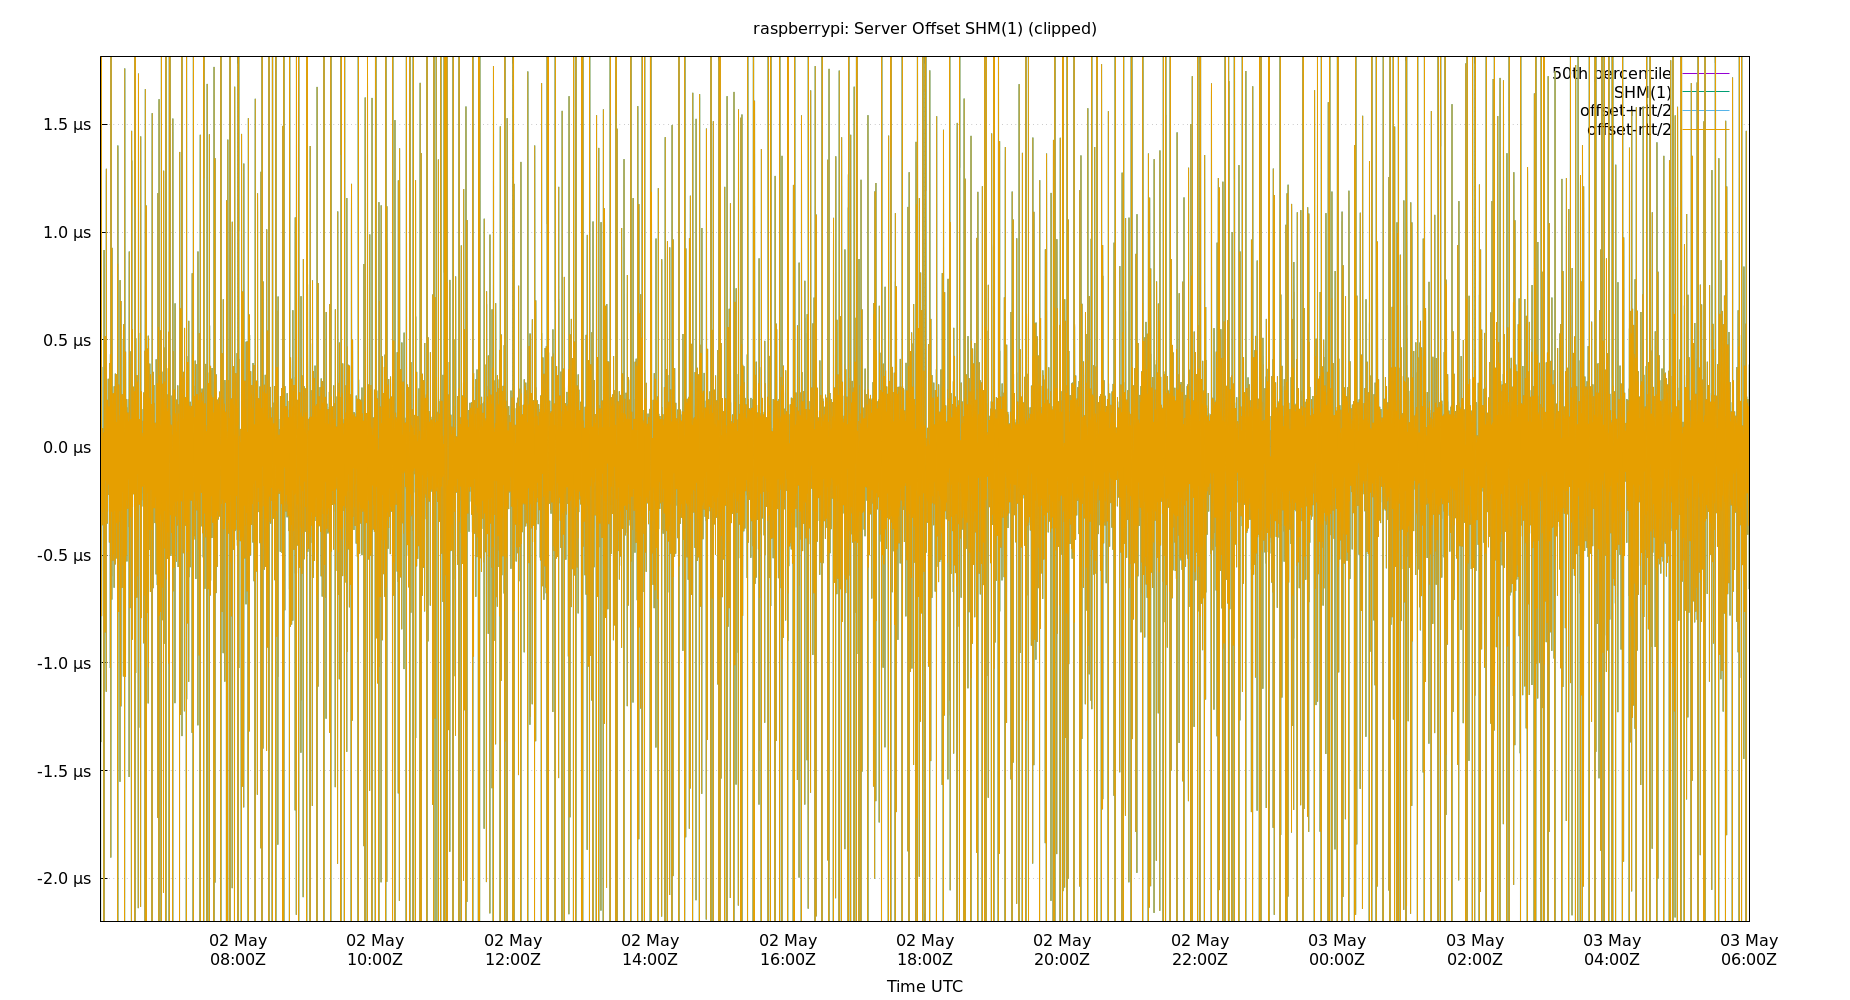 raspberrypi: Server Offset SHM(1) (clipped)
50th percentile
SHM(1)
offset+rtt/2
offset-rtt/2
1.5 µs
1.0 µs
0.5 µs
0.0 µs
-0.5 µs
-1.0 µs
-1.5 µs
-2.0 µs
02 May 02 May 02 May 02 May 02 May 02 May 02 May 02 May 03 May 03 May 03 May 03 May
08:00Z 10:00Z 12:00Z 14:00Z 16:00Z 18:00Z 20:00Z 22:00Z 00:00Z 02:00Z 04:00Z 06:00Z
Time UTC